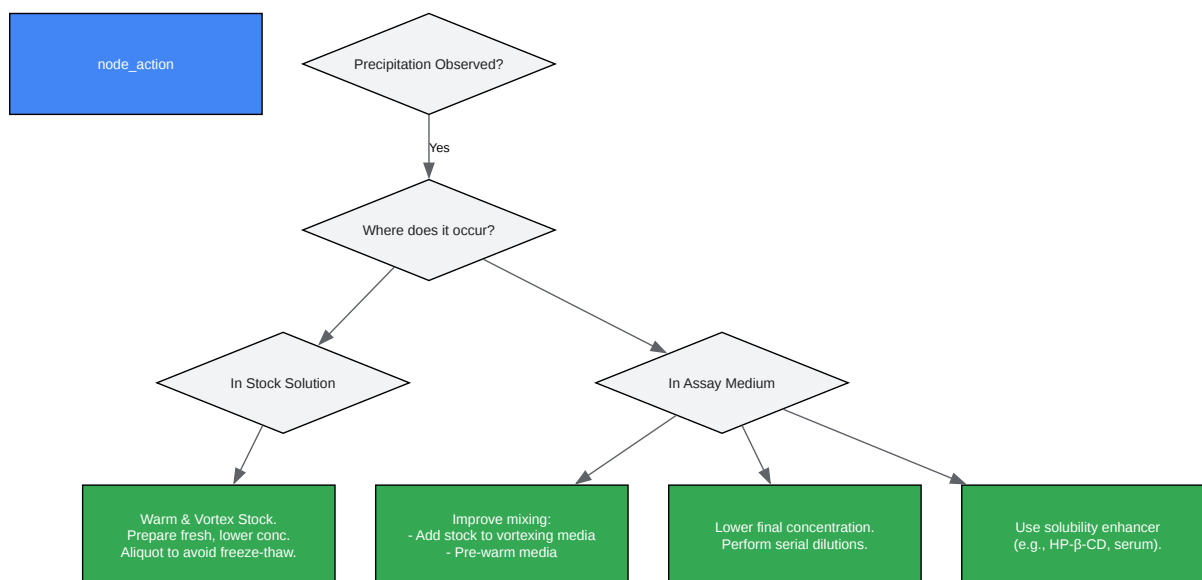 node_action
Precipitation Observed?
Yes
Where does it occur?
In Stock Solution
In Assay Medium
Warm & Vortex Stock.
Prepare fresh, lower conc.
Aliquot to avoid freeze-thaw.
Improve mixing:
- Add stock to vortexing media
- Pre-warm media
Lower final concentration.
Perform serial dilutions.
Use solubility enhancer
(e.g., HP-β-CD, serum).